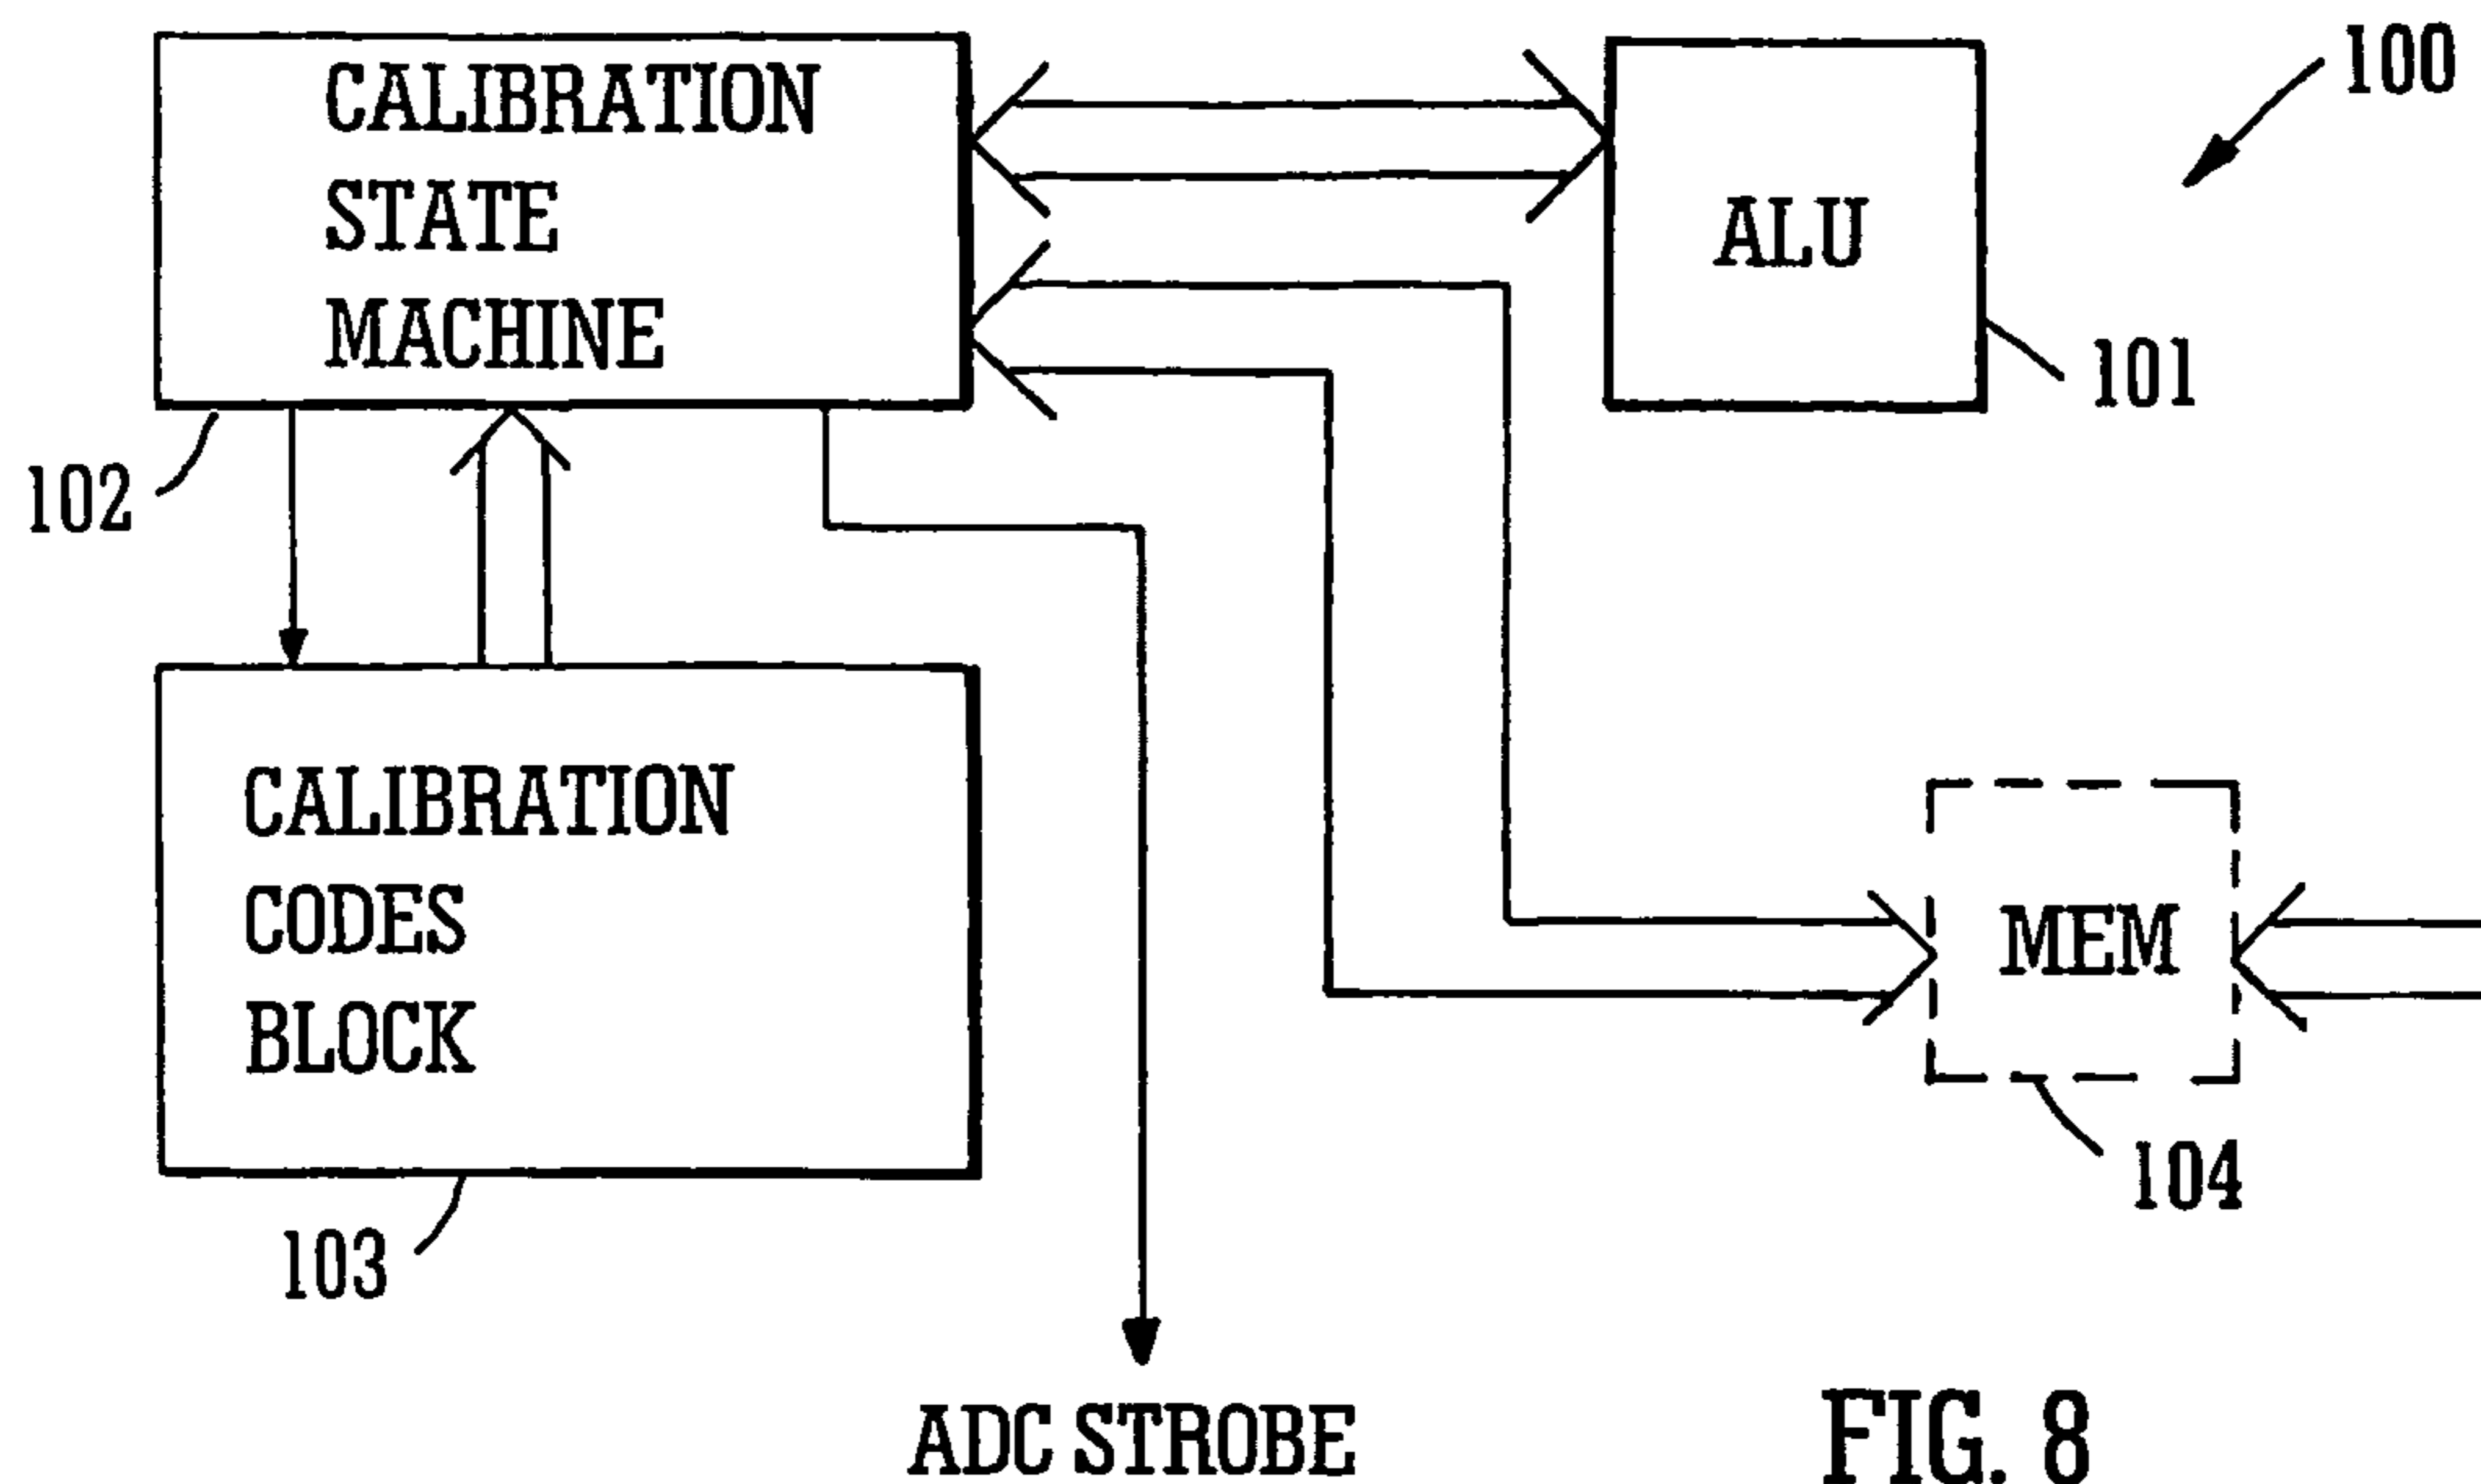 CALIBRATION
STATE
MACHINE
ALU
100
101
102
CALIBRATION
CODES
BLOCK
MEM
103
104
ADC STROBE
FIG. 8